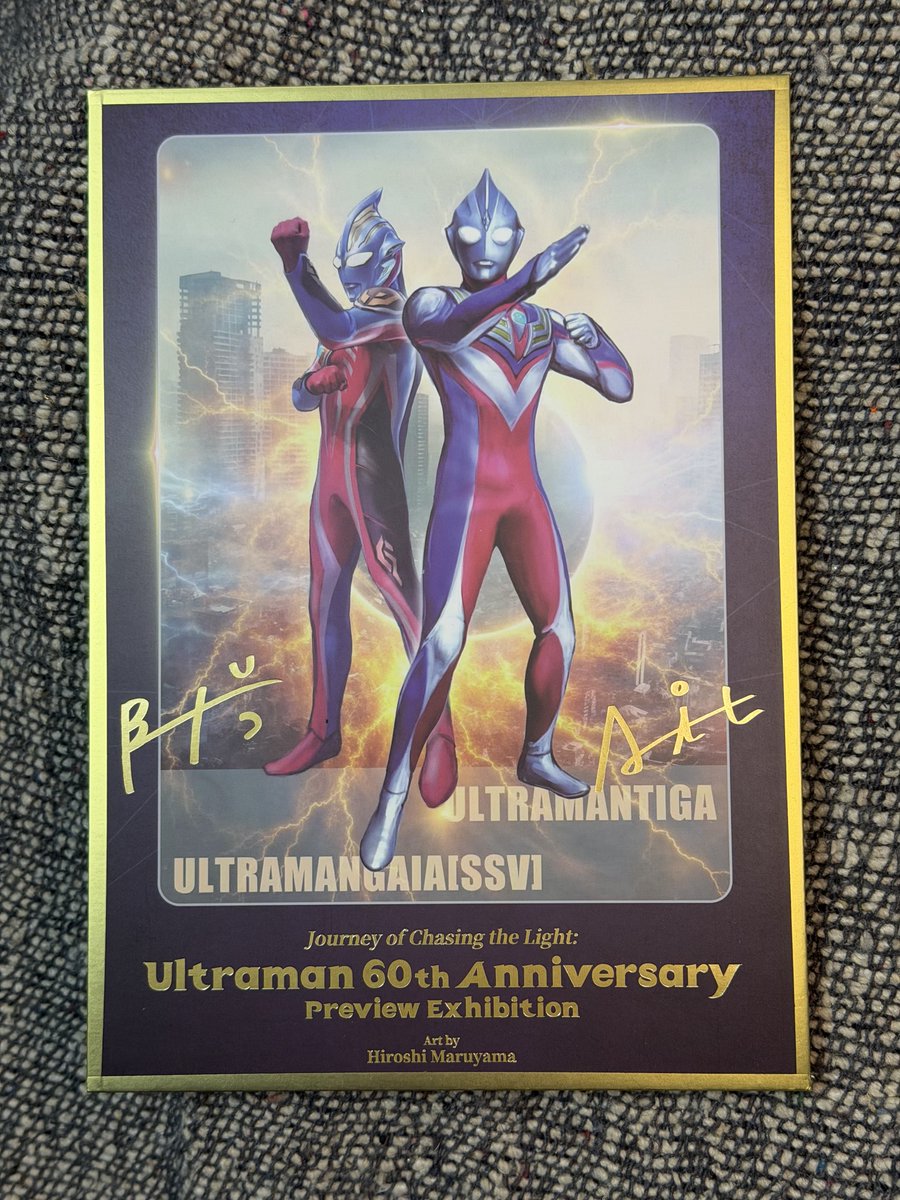 ULTRAMANTIGA
ULTRAMANGAIA[SSV]
Journey of Chasing the Light:
Ultraman 60th Anniversary
Preview Exhibition
Art by
Hiroshi Maruyama